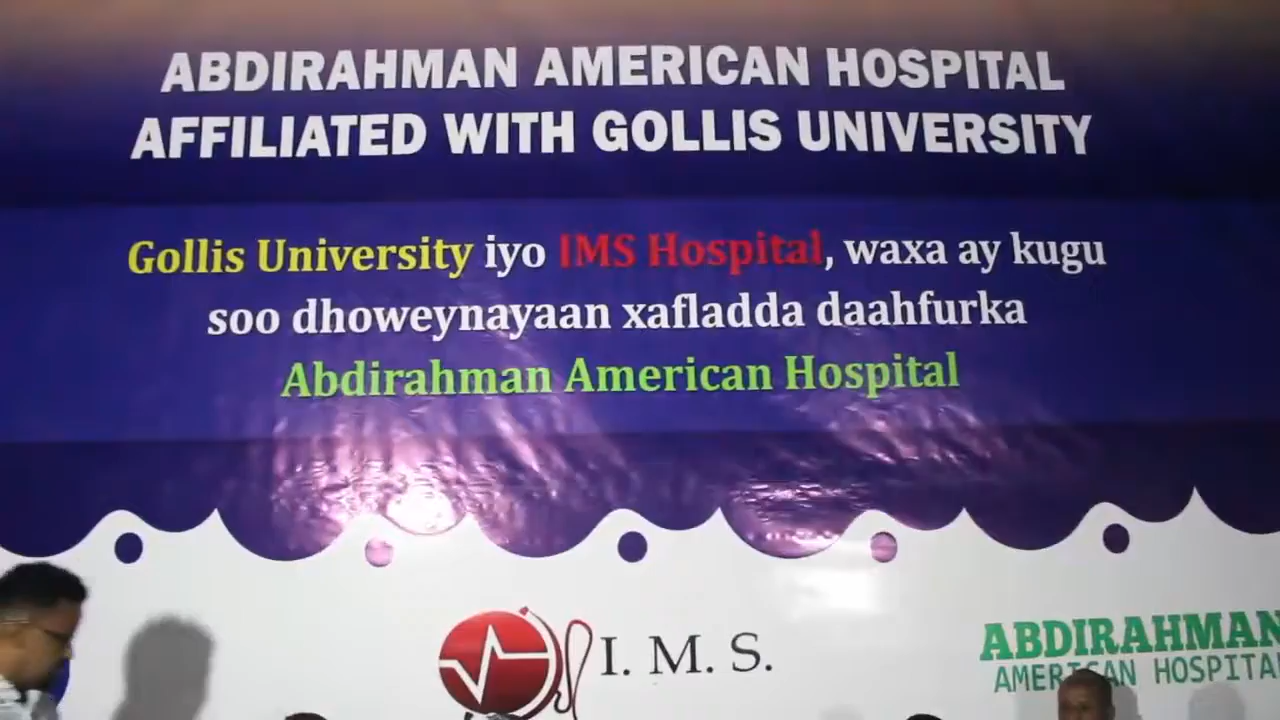 ABDIRAHMAN AMERICAN HOSPITAL
AFFILIATED WITH GOLLIS UNIVERSITY
Gollis University iyo IMS Hospital, waxa ay kugu
soo dhoweynayaan xafladda daahfurka
Abdirahman American Hospital
I. M. S.
ABDIRAHMAN
AMERICAN HOSPITAL